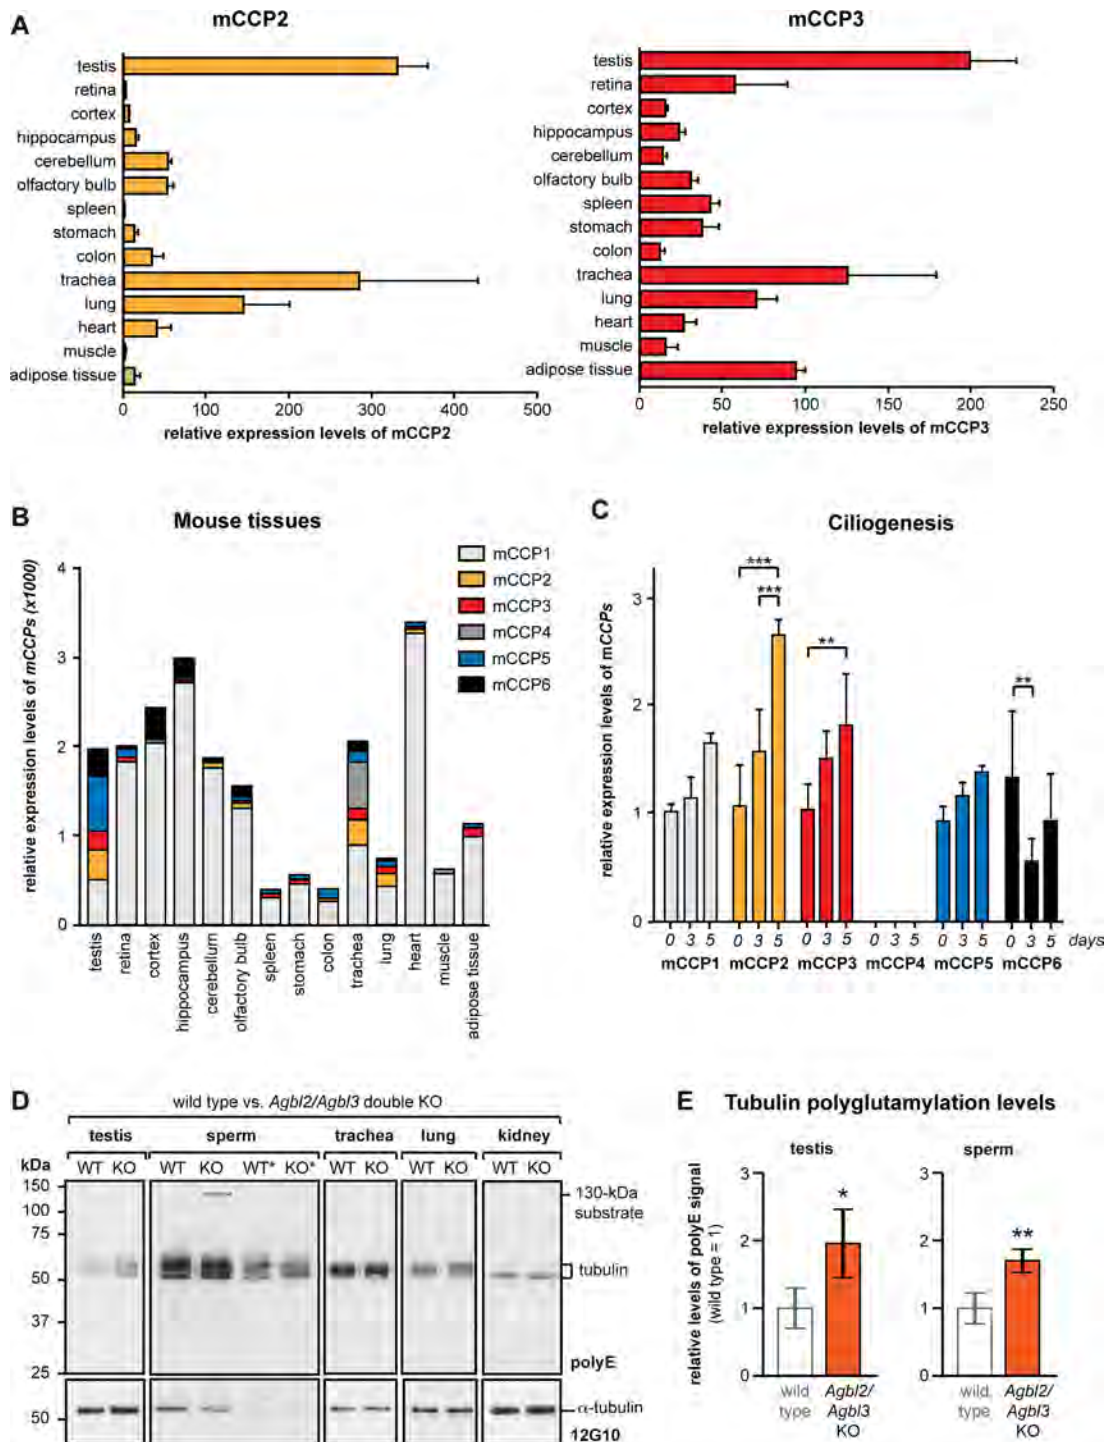 A
mCCP2
testis
retina
cortex
hippocampus
cerebellum
olfactory bulb
spleen
stomach
colon
trachea
lung
heart
muscle
adipose tissue
0 100 200 300 400 500
relative expression levels of mCCP2
mCCP3
testis
retina
cortex
hippocampus
cerebellum
olfactory bulb
spleen
stomach
colon
trachea
lung
heart
muscle
adipose tissue
0 50 100 150 200 250
relative expression levels of mCCP3
B
Mouse tissues
relative expression levels of mCCPs (x1000)
4
3
2
1
0
mCCP1
mCCP2
mCCP3
mCCP4
mCCP5
mCCP6
testis
retina
cortex
hippocampus
cerebellum
olfactory bulb
spleen
stomach
colon
trachea
lung
heart
muscle
adipose tissue
C
Ciliogenesis
relative expression levels of mCCPs
3
2
1
0
***
***
**
**
0 3 5 0 3 5 0 3 5 0 3 5 0 3 5 0 3 5 days
mCCP1 mCCP2 mCCP3 mCCP4 mCCP5 mCCP6
D
wild type vs. Agbl2/Agbl3 double KO
testis sperm trachea lung kidney
kDa WT KO WT KO WT* KO* WT KO WT KO WT KO
150
100
75
50
37
25
130-kDa
substrate
tubulin
polyE
50
α-tubulin
12G10
E
Tubulin polyglutamylation levels
relative levels of polyE signal
(wild type = 1)
testis
3
2
1
0
*
wild
type
Agbl2/
Agbl3
KO
sperm
3
2
1
0
**
wild
type
Agbl2/
Agbl3
KO